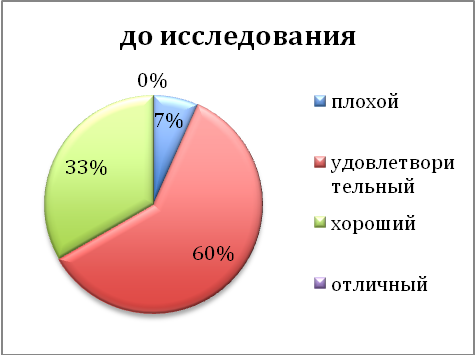 до исследования
0%
7%
33%
60%
плохой
удовлетвори
тельный
хороший
отличный